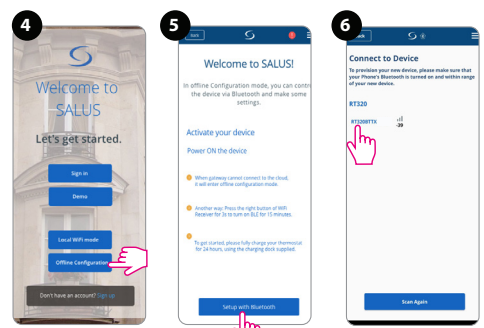 4
Welcome to
SALUS
Let's get started.
Sign in
Demo
Local WiFi mode
Offline Configuration
Don't have an account? Sign up
5
Back
Welcome to SALUS!
In offline Configuration mode, you can contr
the device via Bluetooth and make some
settings.
Activate your device
Power ON the device
When gateway cannot connect to the cloud,
it will enter offline configuration mode.
Another way: Press the right button of WiFi
Receiver for 3s to turn on BLE for 15 minutes.
To get started, please fully charge your thermostat
for 24 hours, using the charging dock supplied.
Setup with Bluetooth
6
Back
Connect to Device
To provision your new device, please make sure that
your Phone's Bluetooth is turned on and within range
of your new device.
RT320
RT320BTTX
-39
Scan Again